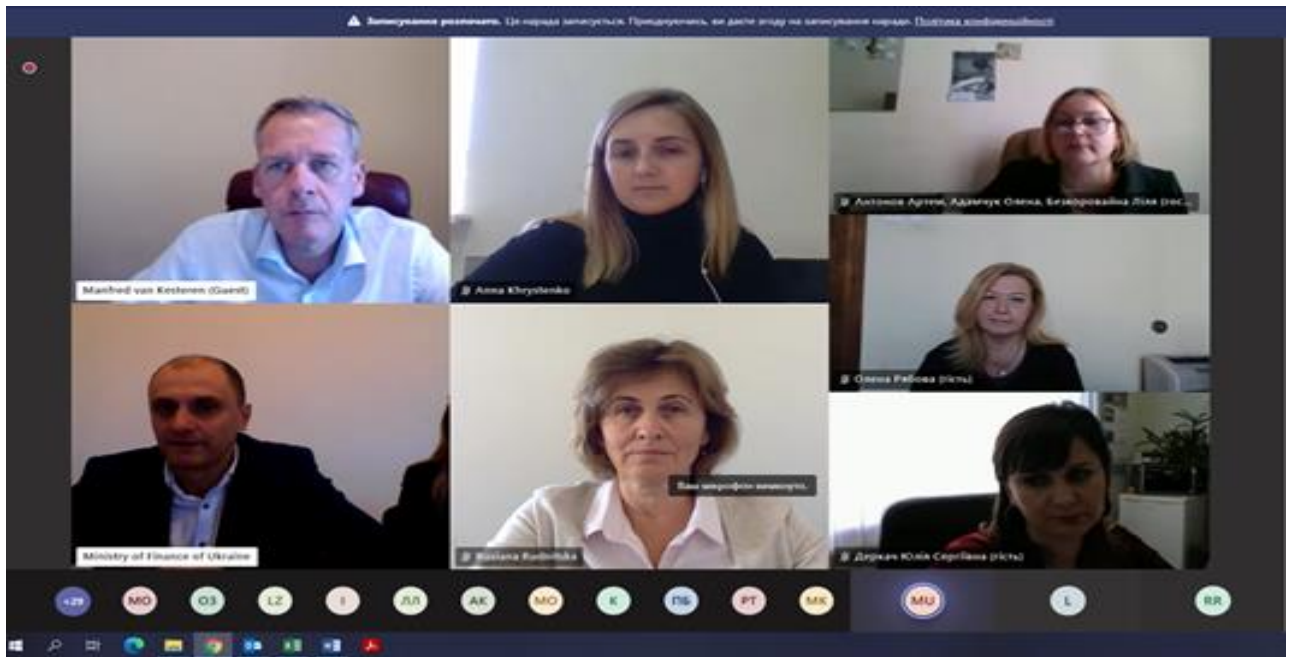 Записування розпочато. Ця нарада записується. Приєднуючись, ви даєте згоду на записування наради. Політика конфіденційності
Manfred van Kesteren (Guest)
Anna Khrystenko
Антонов Артем, Адамчук Олена, Безкоровайна Лілія (гос...
Олена Рябова (гість)
Ministry of Finance of Ukraine
Ваш мікрофон вимкнуто.
Ruslana Rudnitska
Деркач Юлія Сергіївна (гість)
+29
МО
ОЗ
LZ
І
ЛЛ
АК
МО
К
ПБ
РТ
МК
MU
L
RR